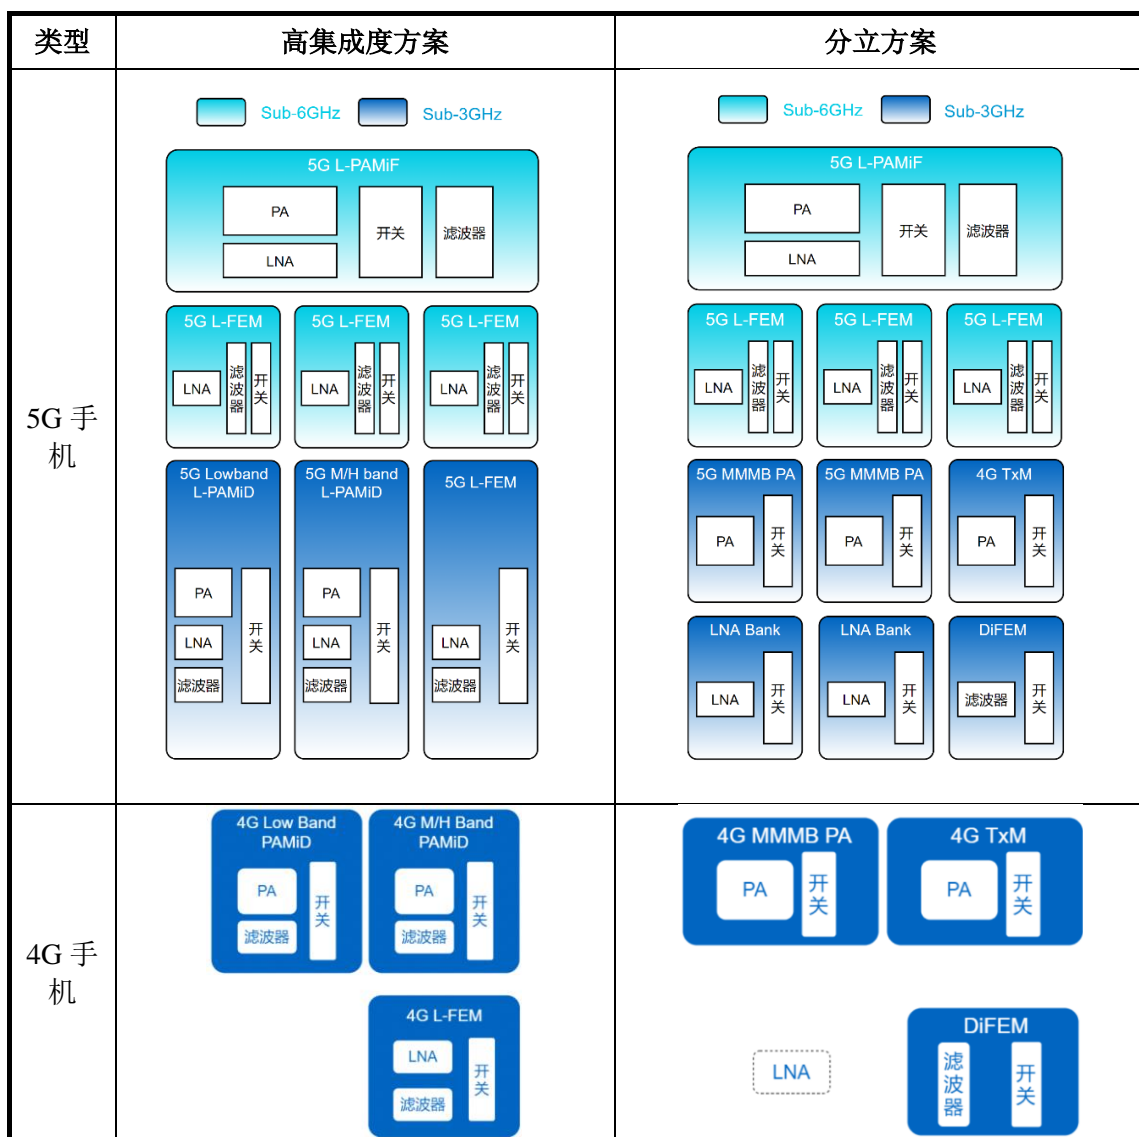 类型
高集成度方案
分立方案
5G 手
机
Sub-6GHz
Sub-3GHz
5G L-PAMiF
PA
LNA
开关
滤波器
5G L-FEM
LNA
滤波器
开关
5G L-FEM
LNA
滤波器
开关
5G L-FEM
LNA
滤波器
开关
5G Lowband
L-PAMiD
PA
LNA
滤波器
开关
5G M/H band
L-PAMiD
PA
LNA
滤波器
开关
5G L-FEM
LNA
滤波器
开关
Sub-6GHz
Sub-3GHz
5G L-PAMiF
PA
LNA
开关
滤波器
5G L-FEM
LNA
滤波器
开关
5G L-FEM
LNA
滤波器
开关
5G L-FEM
LNA
滤波器
开关
5G MMMB PA
PA
开关
5G MMMB PA
PA
开关
4G TxM
PA
开关
LNA Bank
LNA
开关
LNA Bank
LNA
开关
DiFEM
滤波器
开关
4G 手
机
4G Low Band
PAMiD
PA
滤波器
开关
4G M/H Band
PAMiD
PA
滤波器
开关
4G L-FEM
LNA
滤波器
开关
4G MMMB PA
PA
开关
4G TxM
PA
开关
LNA
DiFEM
滤波器
开关